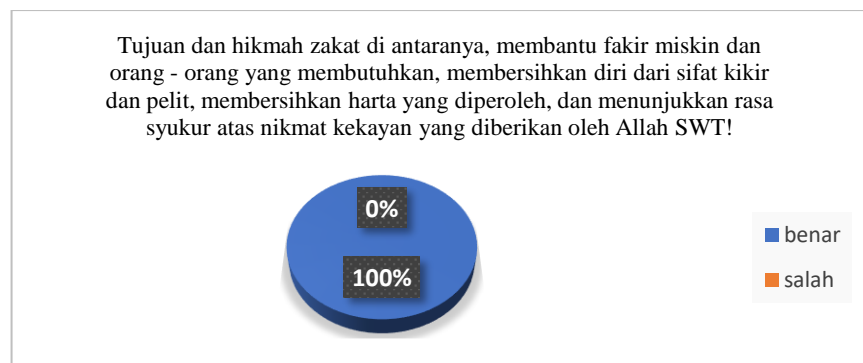 Tujuan dan hikmah zakat di antaranya, membantu fakir miskin dan
orang - orang yang membutuhkan, membersihkan diri dari sifat kikir
dan pelit, membersihkan harta yang diperoleh, dan menunjukkan rasa
syukur atas nikmat kekayan yang diberikan oleh Allah SWT!
0%
100%
benar
salah